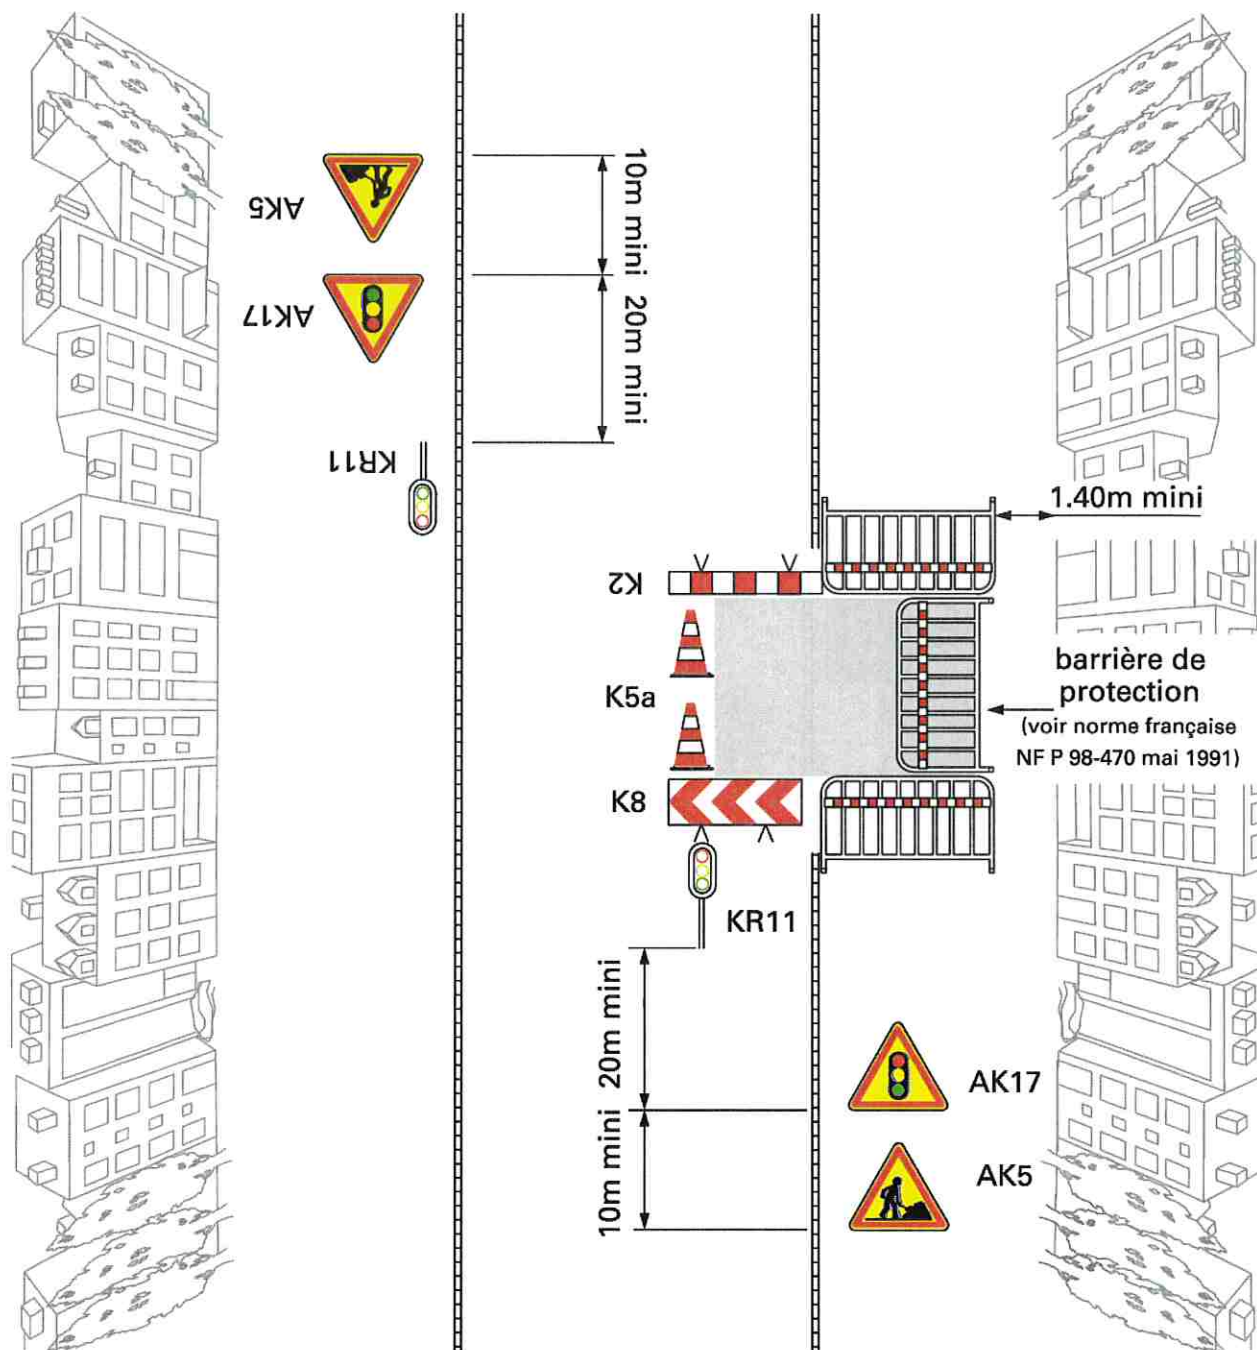 10m mini
AK5
AK17
20m mini
KR11
1.40m mini
K2
barrière de
protection
(voir norme française
NF P 98-470 mai 1991)
K5a
K8
KR11
20m mini
AK17
10m mini
AK5